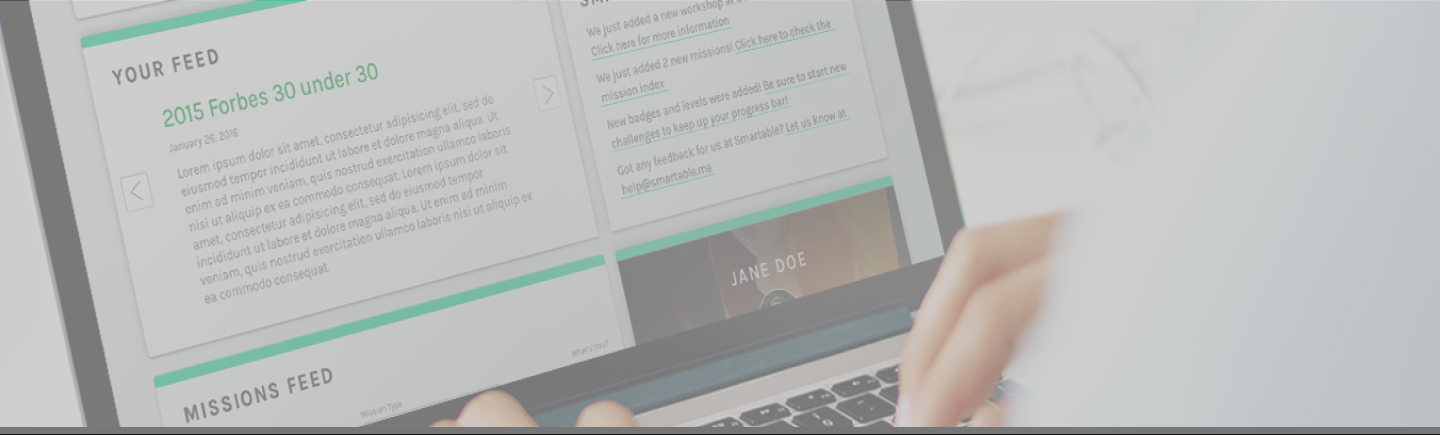 YOUR FEED
2015 Forbes 30 under 30
January 26, 2016
Lorem ipsum dolor sit amet, consectetur adipisicing elit, sed do
eiusmod tempor incididunt ut labore et dolore magna aliqua. Ut
enim ad minim veniam, quis nostrud exercitation ullamco laboris
nisi ut aliquip ex ea commodo consequat. Lorem ipsum dolor sit
amet, consectetur adipisicing elit, sed do eiusmod tempor
incididunt ut labore et dolore magna aliqua. Ut enim ad minim
veniam, quis nostrud exercitation ullamco laboris nisi ut aliquip ex
ea commodo consequat.
We just added a new workshop
Click here for more information
We just added 2 new missions! Click here to check the
mission index
New badges and levels were added! Be sure to start new
challenges to keep up your progress bar!
Got any feedback for us at Smartable? Let us know at
help@smartable.me
JANE DOE
MISSIONS FEED
What's this?
Mission Type